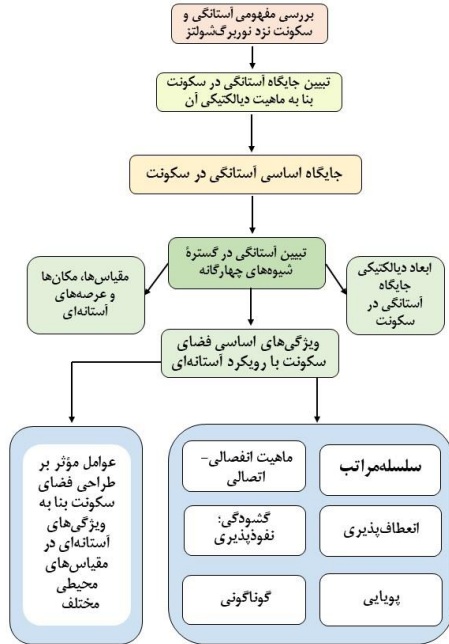 بررسی مفهومی آستانگی و
سکونت نزد نوربرگ‌شولتز
تبیین جایگاه آستانگی در سکونت
بنا به ماهیت دیالکتیکی آن
جایگاه اساسی آستانگی در سکونت
تبیین آستانگی در گسترهٔ
شیوه‌های چهارگانه
ابعاد دیالکتیکی
جایگاه
آستانگی در
سکونت
مقیاس‌ها، مکان‌ها
و عرصه‌های
آستانه‌ای
ویژگی‌های اساسی فضای
سکونت با رویکرد آستانه‌ای
سلسله‌مراتب
ماهیت انفصالی–
اتصالی
انعطاف‌پذیری
گشودگی؛
نفوذپذیری
پویایی
گوناگونی
عوامل مؤثر بر
طراحی فضای
سکونت بنا به
ویژگی‌های
آستانه‌ای در
مقیاس‌های
محیطی
مختلف